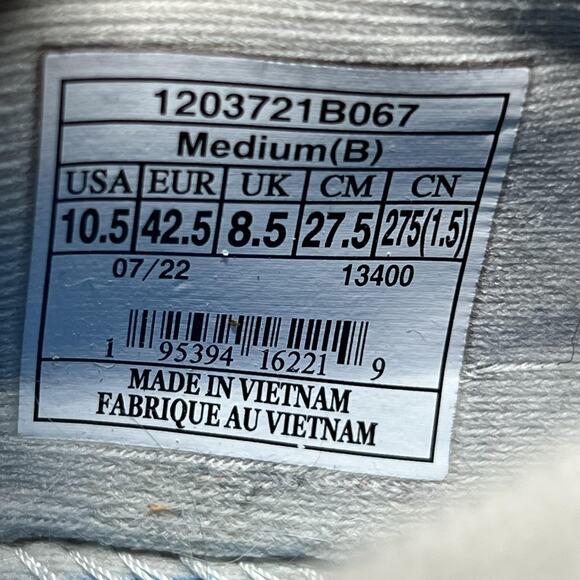 1203721B067
Medium(B)
USA EUR UK CM CN
10.5 42.5 8.5 27.5 275(1.5)
07/22 13400
1 95394 16221 9
MADE IN VIETNAM
FABRIQUE AU VIETNAM